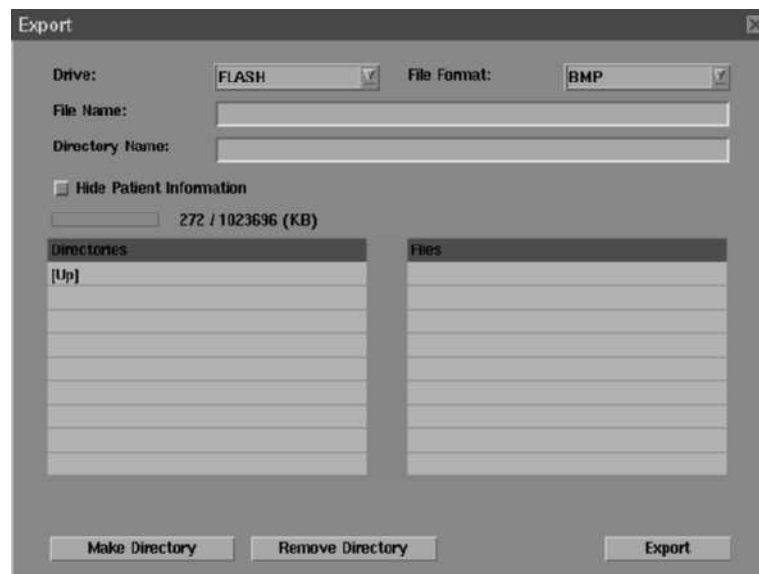 Export
Drive: FLASH File Format: BMP
File Name:
Directory Name:
Hide Patient Information
272 / 1023696 (KB)
Directories Files
[Up]
Make Directory Remove Directory Export